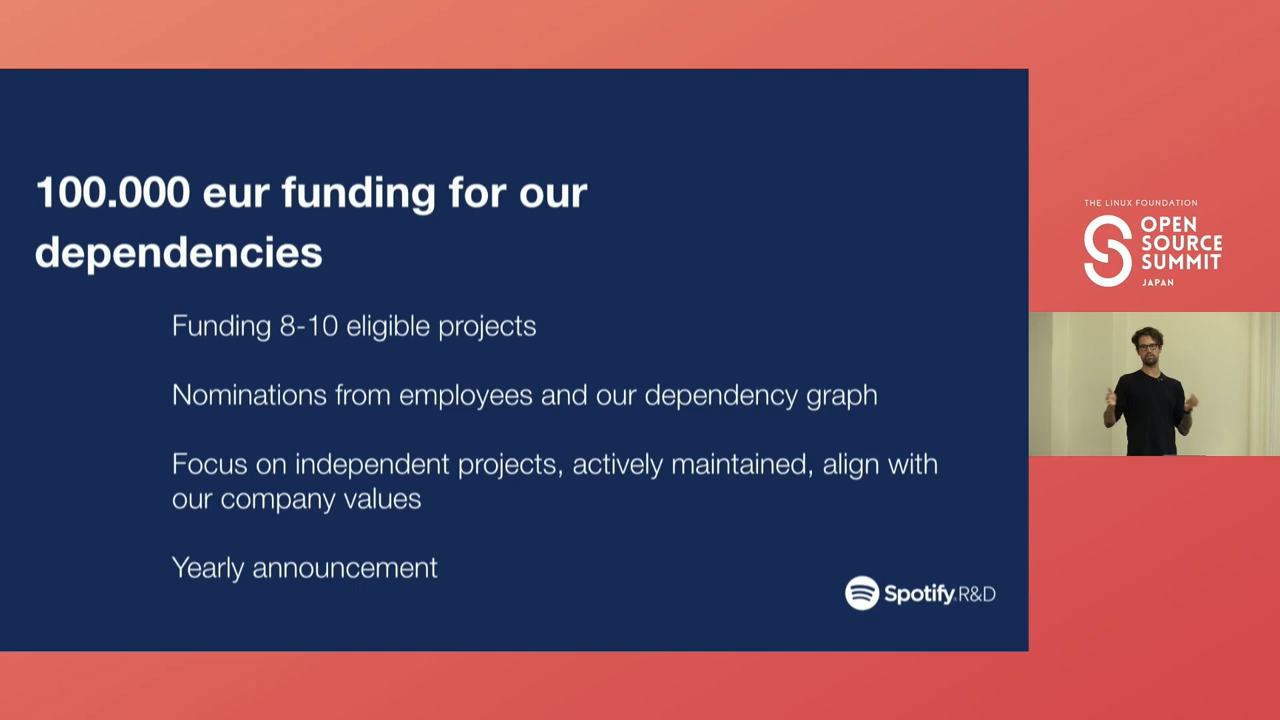 100.000 eur funding for our
dependencies
Funding 8-10 eligible projects
Nominations from employees and our dependency graph
Focus on independent projects, actively maintained, align with
our company values
Yearly announcement
Spotify R&D
THE LINUX FOUNDATION
OPEN
SOURCE
SUMMIT
JAPAN